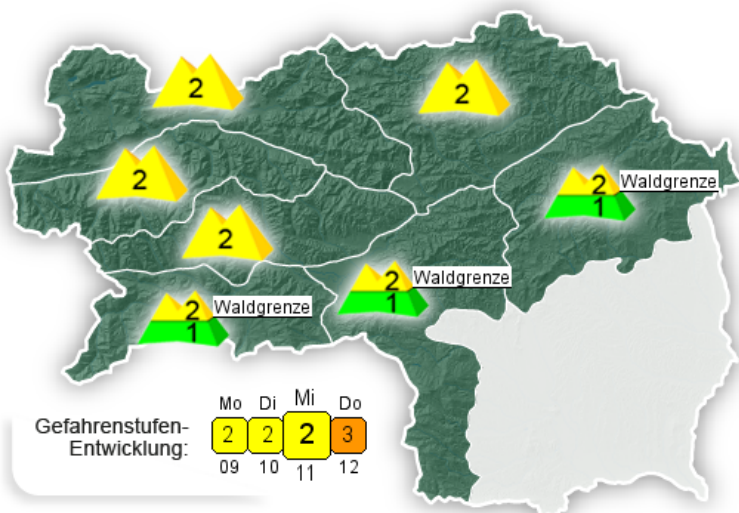 2
2
2
2 Waldgrenze
1
2
2 Waldgrenze
1
2 Waldgrenze
1
Gefahrenstufen-
Entwicklung:
Mo Di Mi Do
2 2 2 3
09 10 11 12